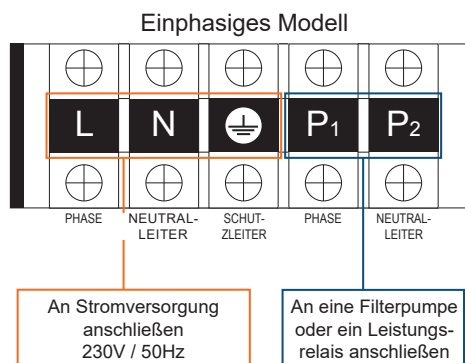 Einphasiges Modell
L N P1 P2
PHASE NEUTRAL- SCHUT- PHASE NEUTRAL-
LEITER ZLEITER LEITER
An Stromversorgung
anschließen
230V / 50Hz
An eine Filterpumpe
oder ein Leistungs-
relais anschließen